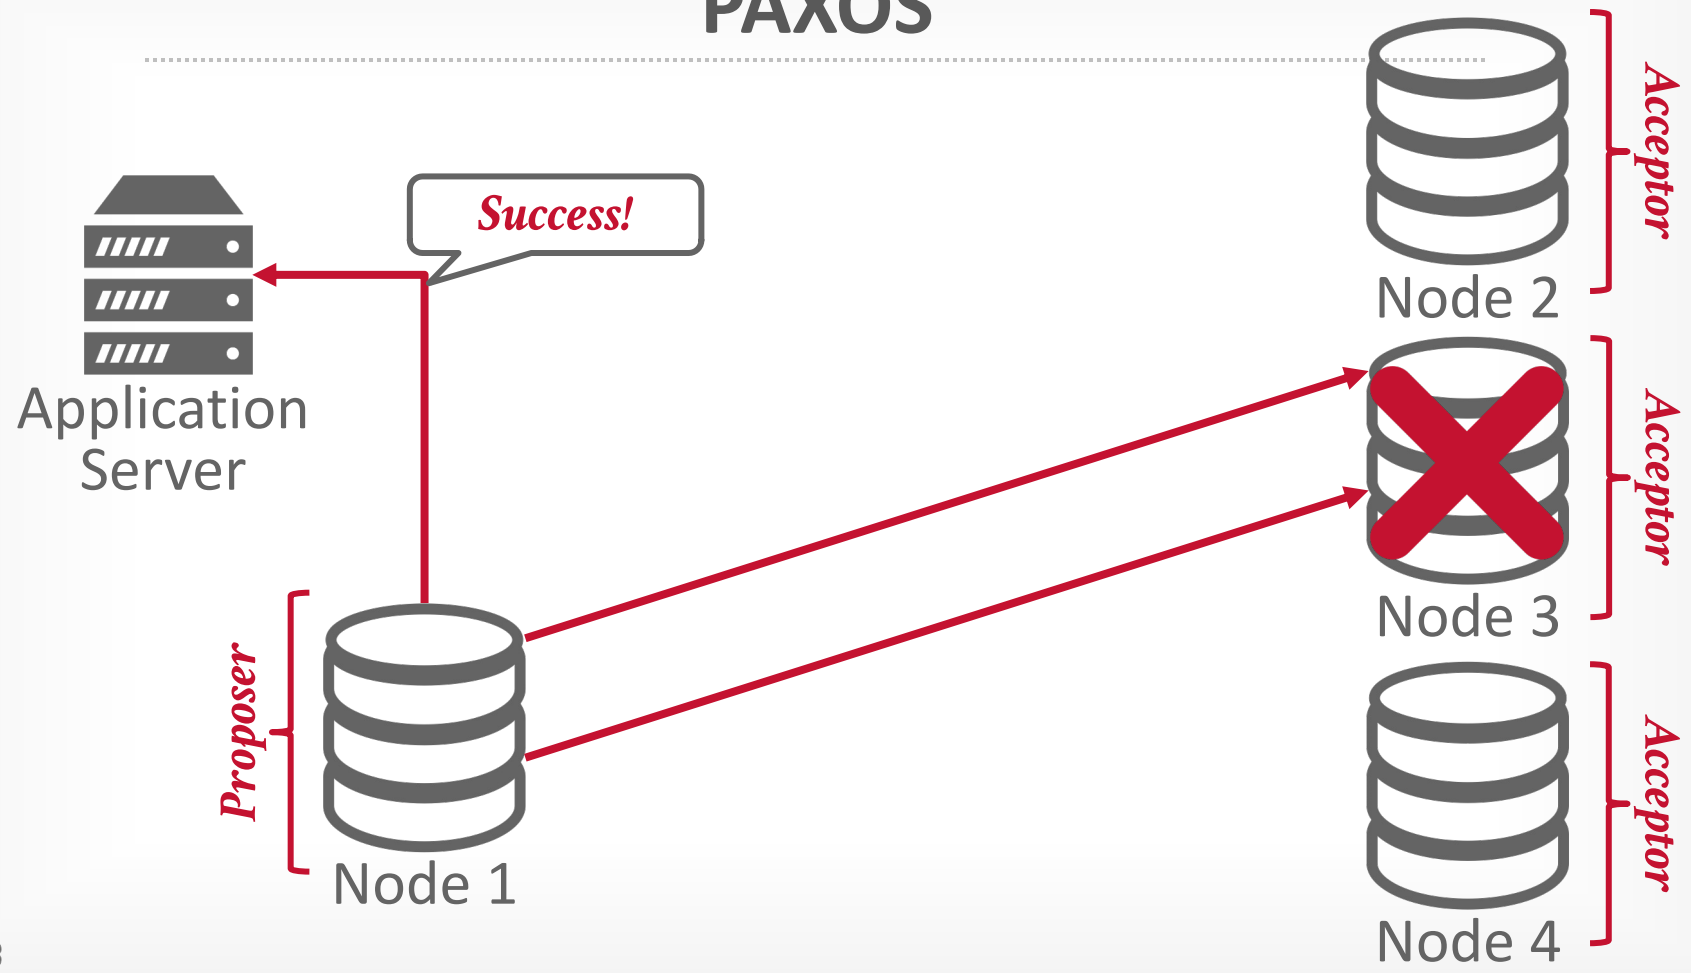 PAXOS
Success!
Application
Server
Proposer
Node 1
Acceptor
Node 2
Acceptor
Node 3
Acceptor
Node 4